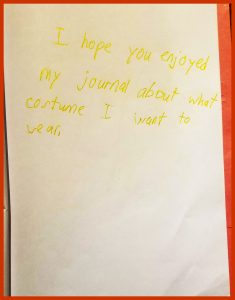 I hope you enjoyed
my journal about what
costume I want to
wear.